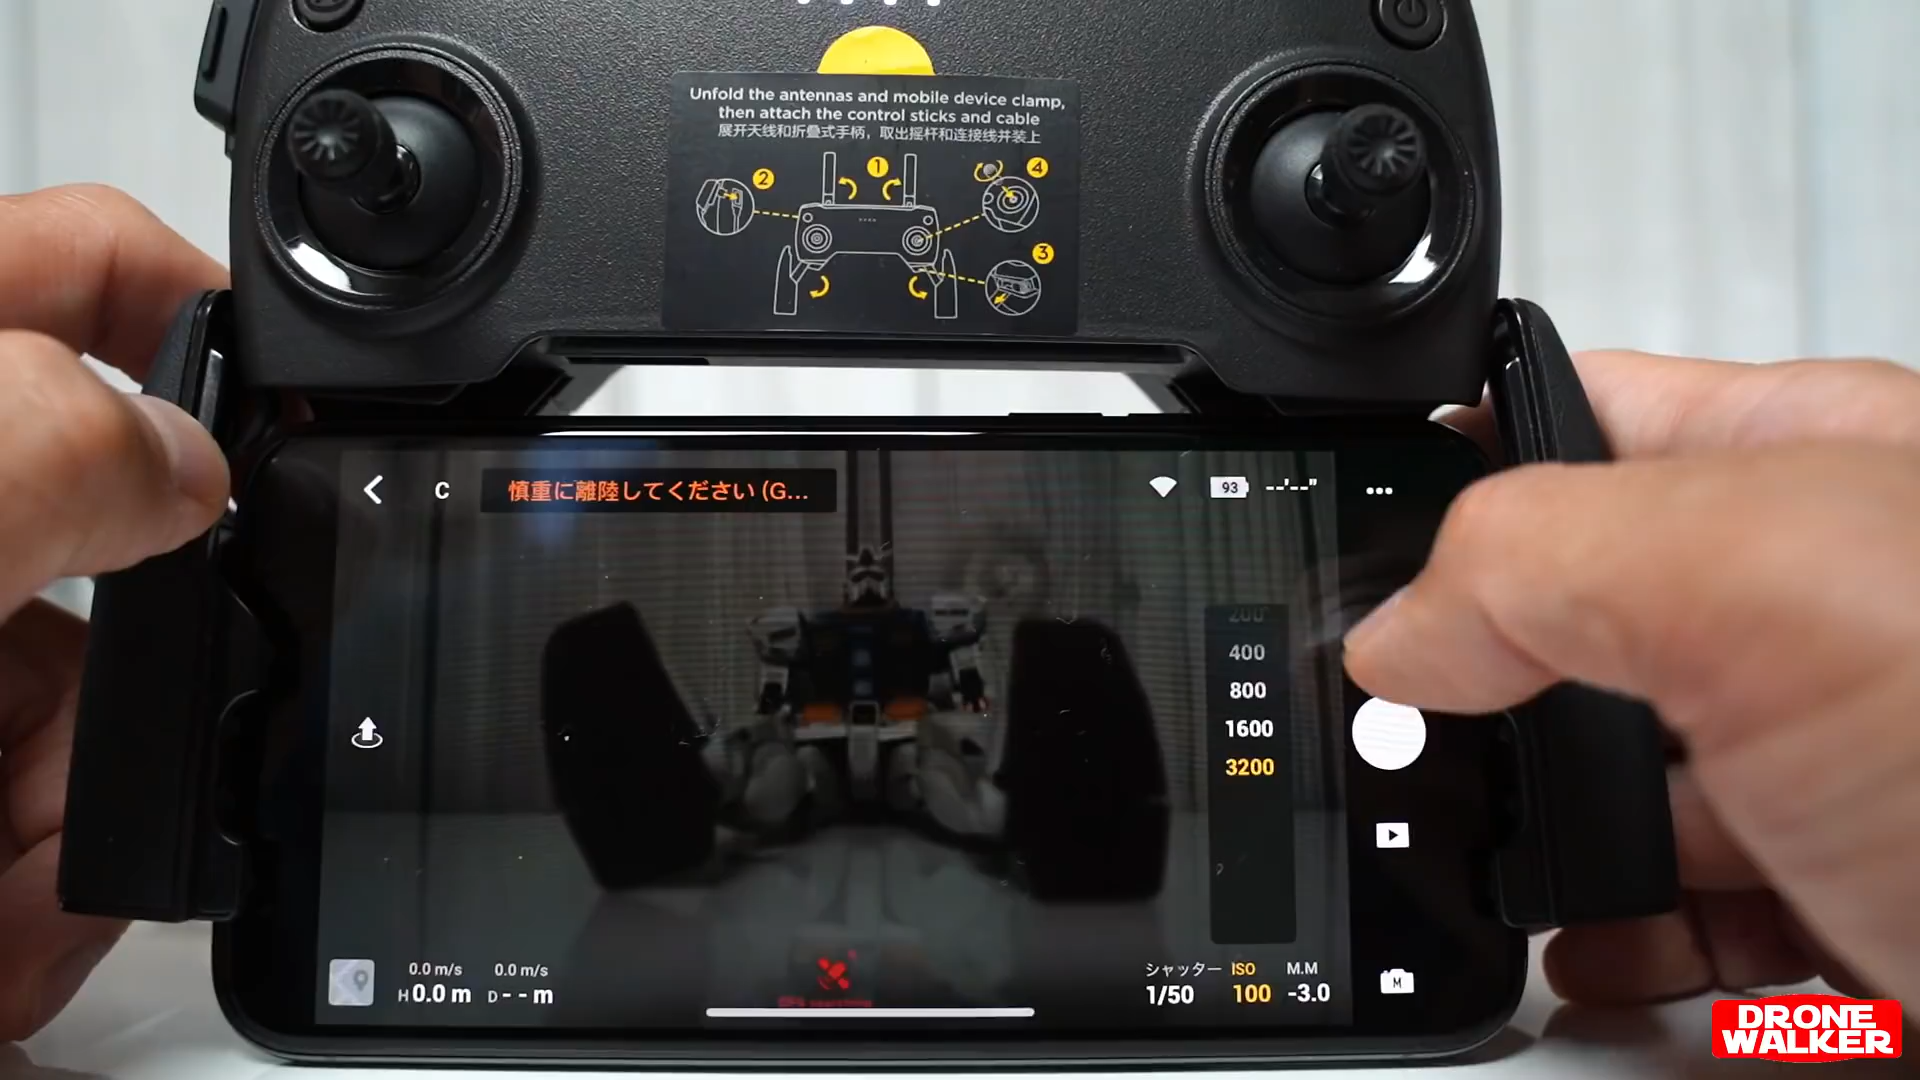 Unfold the antennas and mobile device clamp,
then attach the control sticks and cable
展开天线和折叠式手柄，取出摇杆和连接线并装上
1
2
4
3
C
慎重に離陸してください (G...
93
--'--"
200
400
800
1600
3200
0.0 m/s 0.0 m/s
H 0.0 m D - - m
シャッター ISO M.M
1/50 100 -3.0
M
DRONE
WALKER